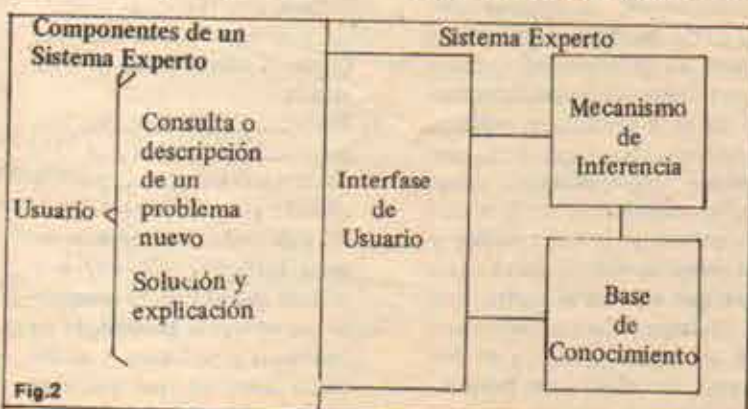 Componentes de un
Sistema Experto
Usuario
Consulta o
descripción
de un
problema
nuevo
Solución y
explicación
Sistema Experto
Interfase
de
Usuario
Mecanismo
de
Inferencia
Base
de
Conocimiento
Fig.2